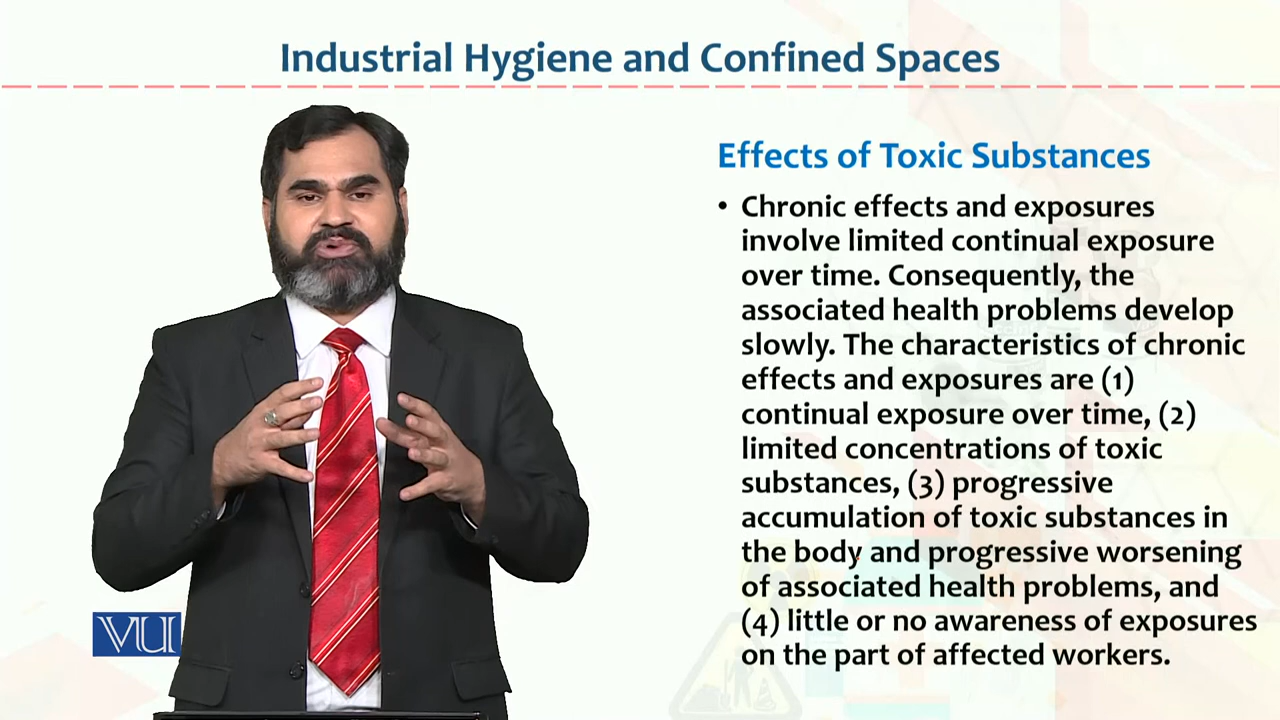 Industrial Hygiene and Confined Spaces
Effects of Toxic Substances
• Chronic effects and exposures
involve limited continual exposure
over time. Consequently, the
associated health problems develop
slowly. The characteristics of chronic
effects and exposures are (1)
continual exposure over time, (2)
limited concentrations of toxic
substances, (3) progressive
accumulation of toxic substances in
the body and progressive worsening
of associated health problems, and
(4) little or no awareness of exposures
on the part of affected workers.
VU